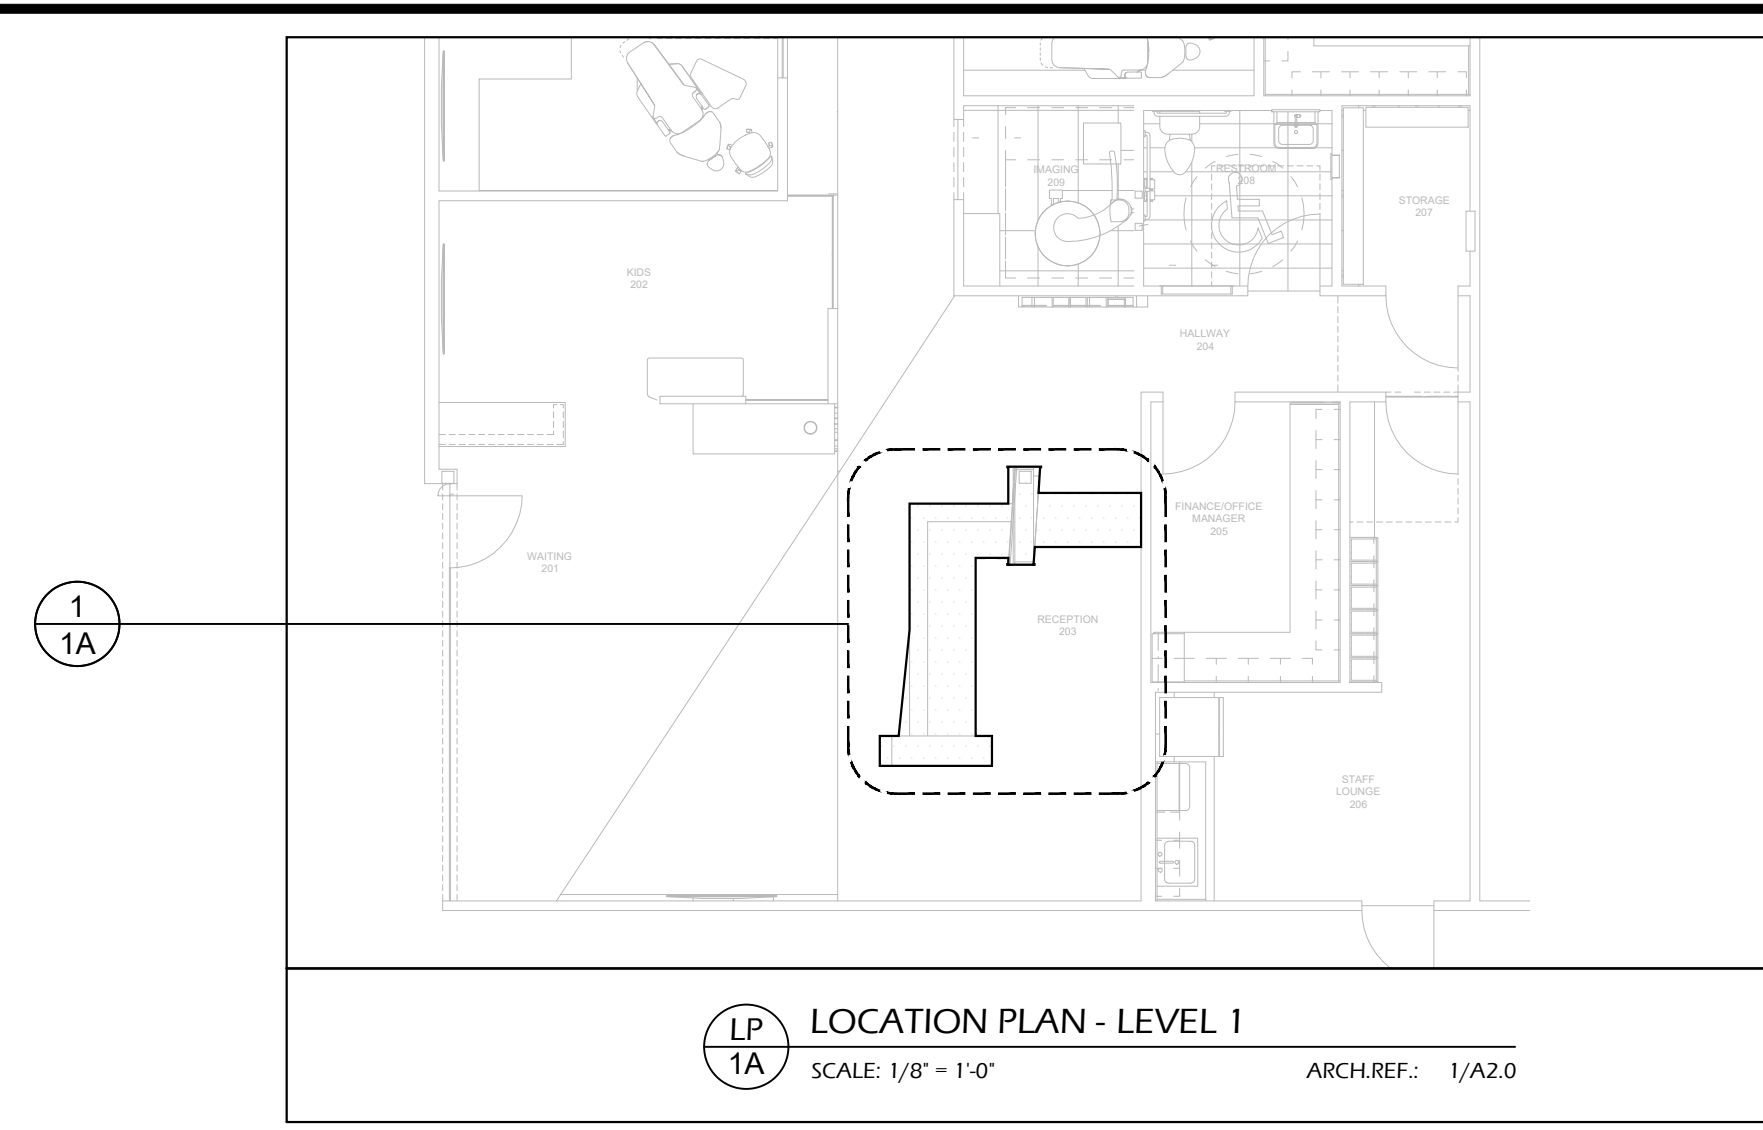 IMAGING
209
RESTROOM
208
STORAGE
207
KIDS
202
HALLWAY
204
FINANCE/OFFICE
MANAGER
205
WAITING
201
1
1A
RECEPTION
203
STAFF
LOUNGE
206
LP
1A
LOCATION PLAN - LEVEL 1
SCALE: 1/8" = 1'-0"
ARCH.REF.: 1/A2.0